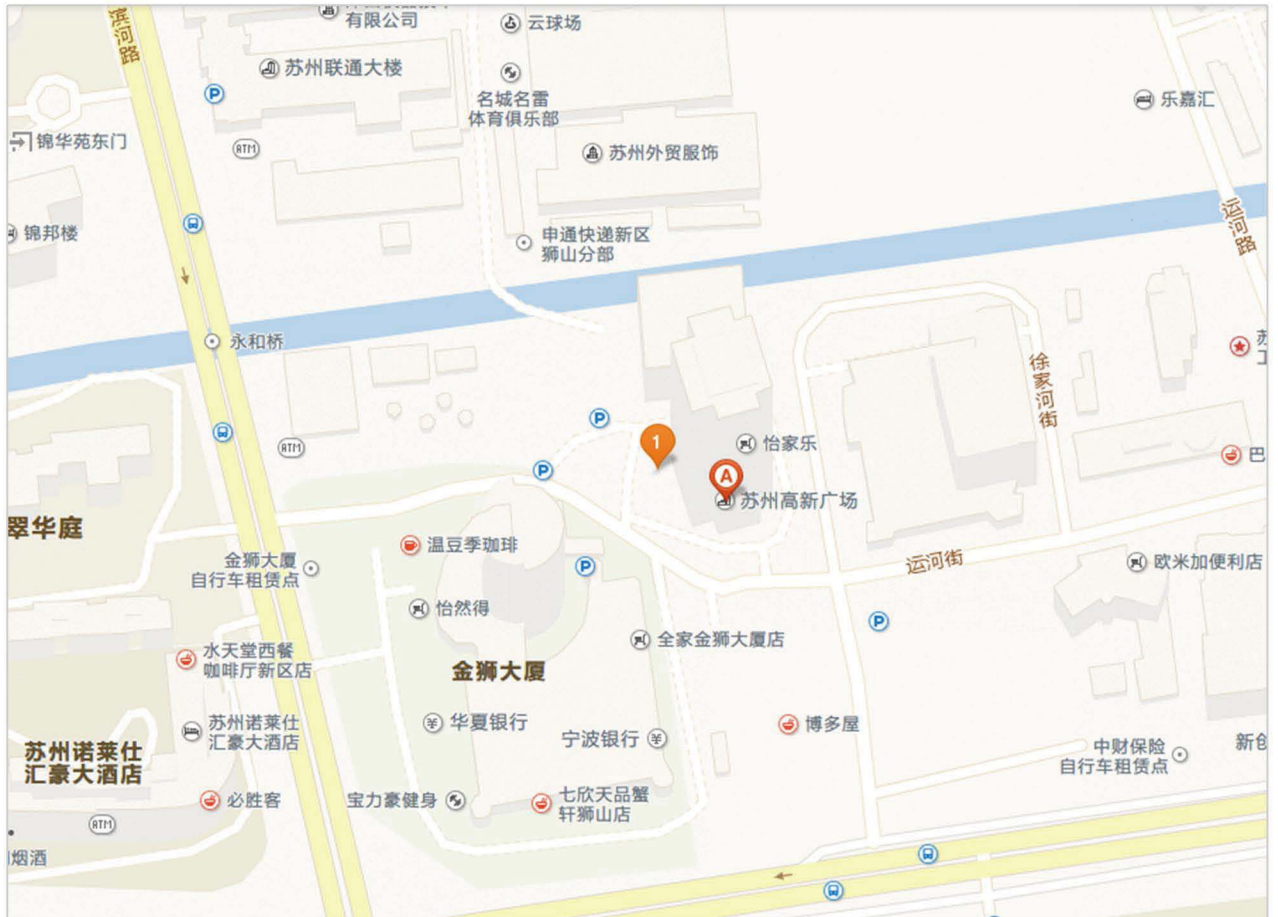 滨河路
有限公司
云球场
苏州联通大楼
P
名城名雷
体育俱乐部
乐嘉汇
锦华苑东门
ATM
苏州外贸服饰
运河路
锦邦楼
申通快递新区
狮山分部
永和桥
徐家河街
P
1
怡家乐
ATM
巴
P
A
苏州高新广场
翠华庭
温豆季咖啡
金狮大厦
自行车租赁点
P
运河街
欧米加便利店
怡然得
P
全家金狮大厦店
水天堂西餐
咖啡厅新区店
金狮大厦
苏州诺莱仕
汇豪大酒店
华夏银行
宁波银行
博多屋
苏州诺莱仕
汇豪大酒店
中财保险
自行车租赁点
新创
必胜客
宝力豪健身
七欣天品蟹
轩狮山店
ATM
烟酒